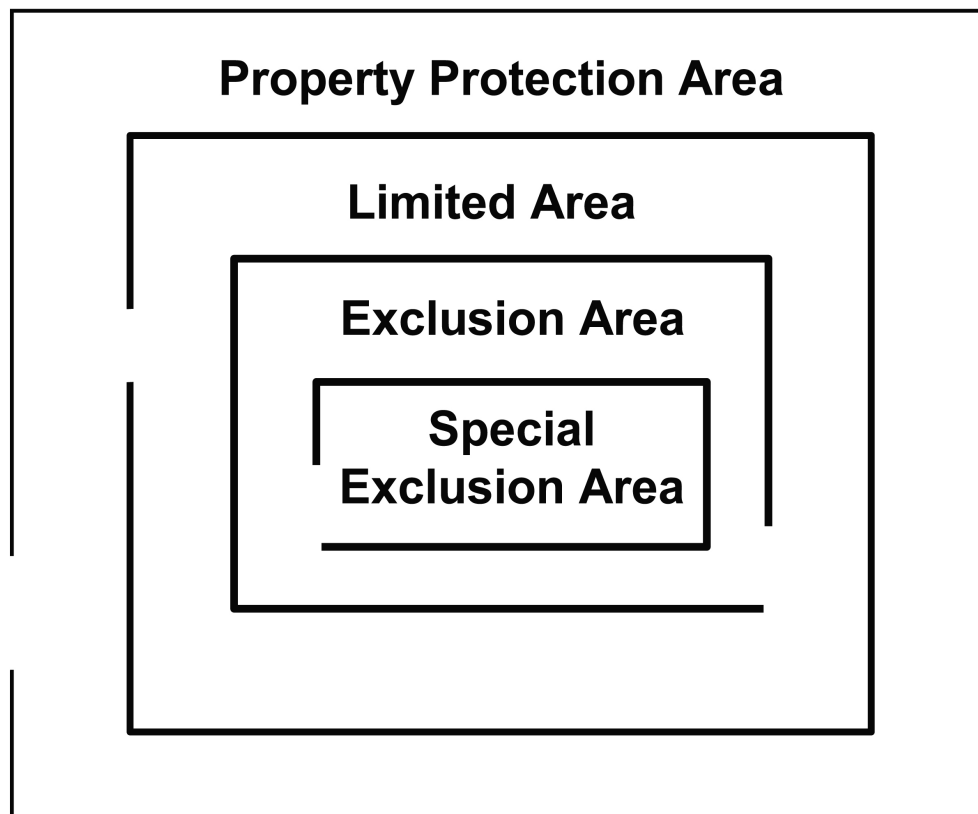 Property Protection Area
Limited Area
Exclusion Area
Special
Exclusion Area